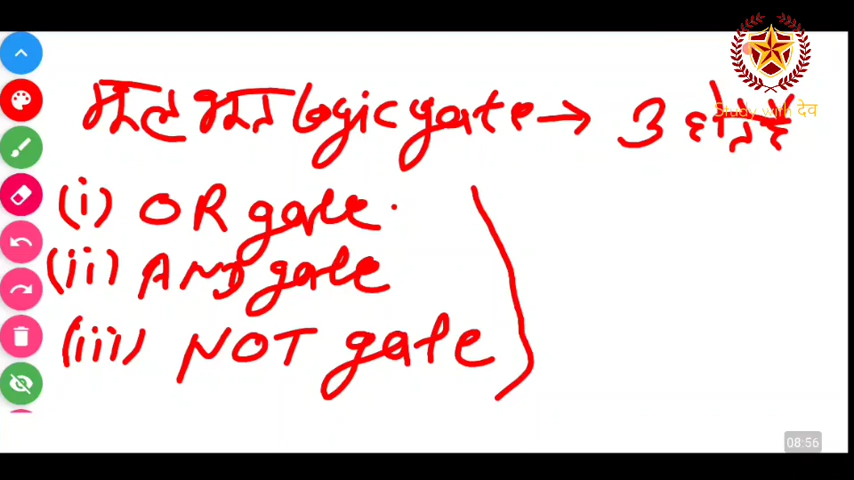 Study with देव
logic gate → 3 होते हैं
(i) OR gate
(ii) AND gate
(iii) NOT gate
08:56